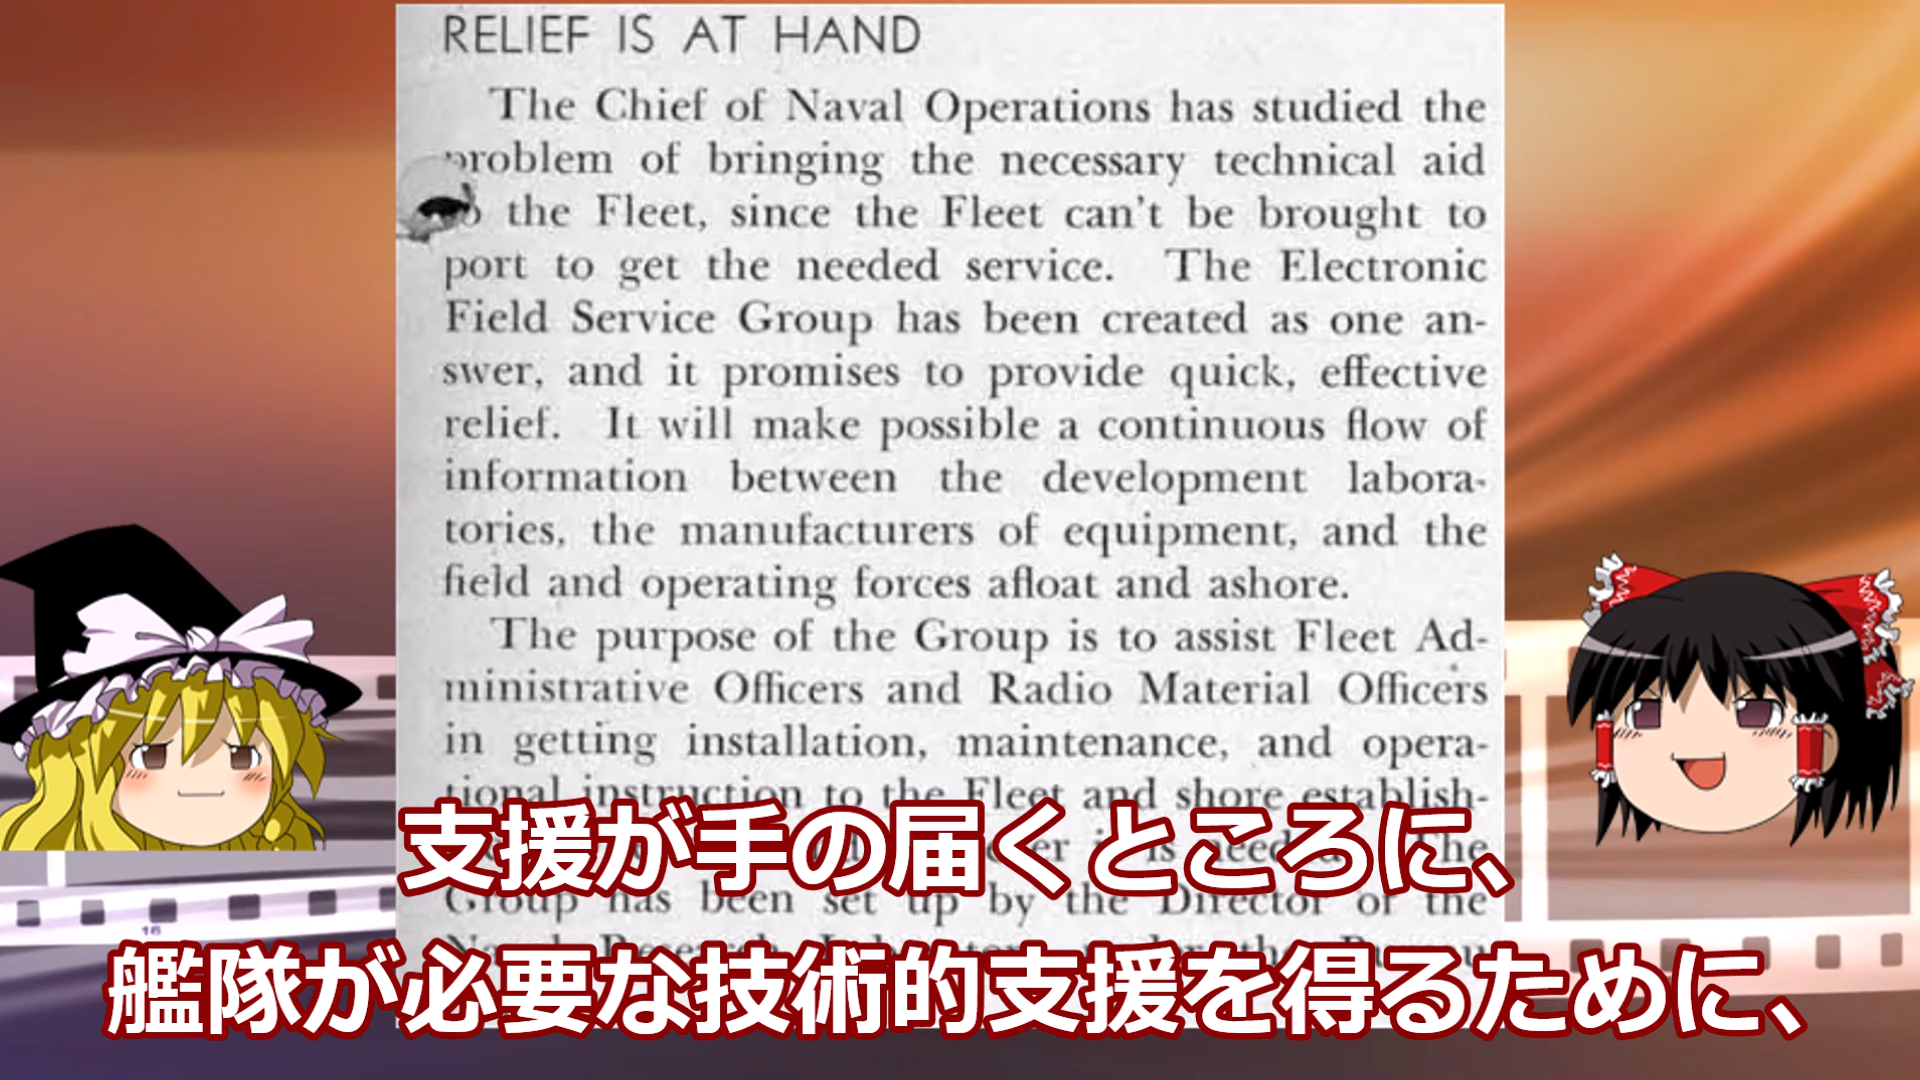 RELIEF IS AT HAND
The Chief of Naval Operations has studied the
problem of bringing the necessary technical aid
the Fleet, since the Fleet can't be brought to
port to get the needed service. The Electronic
Field Service Group has been created as one an-
swer, and it promises to provide quick, effective
relief. It will make possible a continuous flow of
information between the development labora-
tories, the manufacturers of equipment, and the
field and operating forces afloat and ashore.
The purpose of the Group is to assist Fleet Ad-
ministrative Officers and Radio Material Officers
in getting installation, maintenance, and opera-
tional instruction to the Fleet and shore establish-
支援が手の届くところに、
Group has been set up by the Director of the
艦隊が必要な技術的支援を得るために、
16